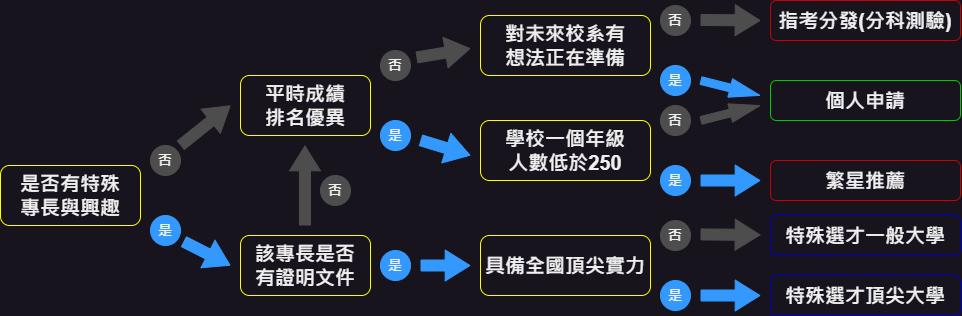 是否有特殊
專長與興趣
否
是
平時成績
排名優異
否
該專長是否
有證明文件
否
是
是
對未來校系有
想法正在準備
學校一個年級
人數低於250
具備全國頂尖實力
否
是
否
是
否
是
指考分發(分科測驗)
個人申請
繁星推薦
特殊選才一般大學
特殊選才頂尖大學